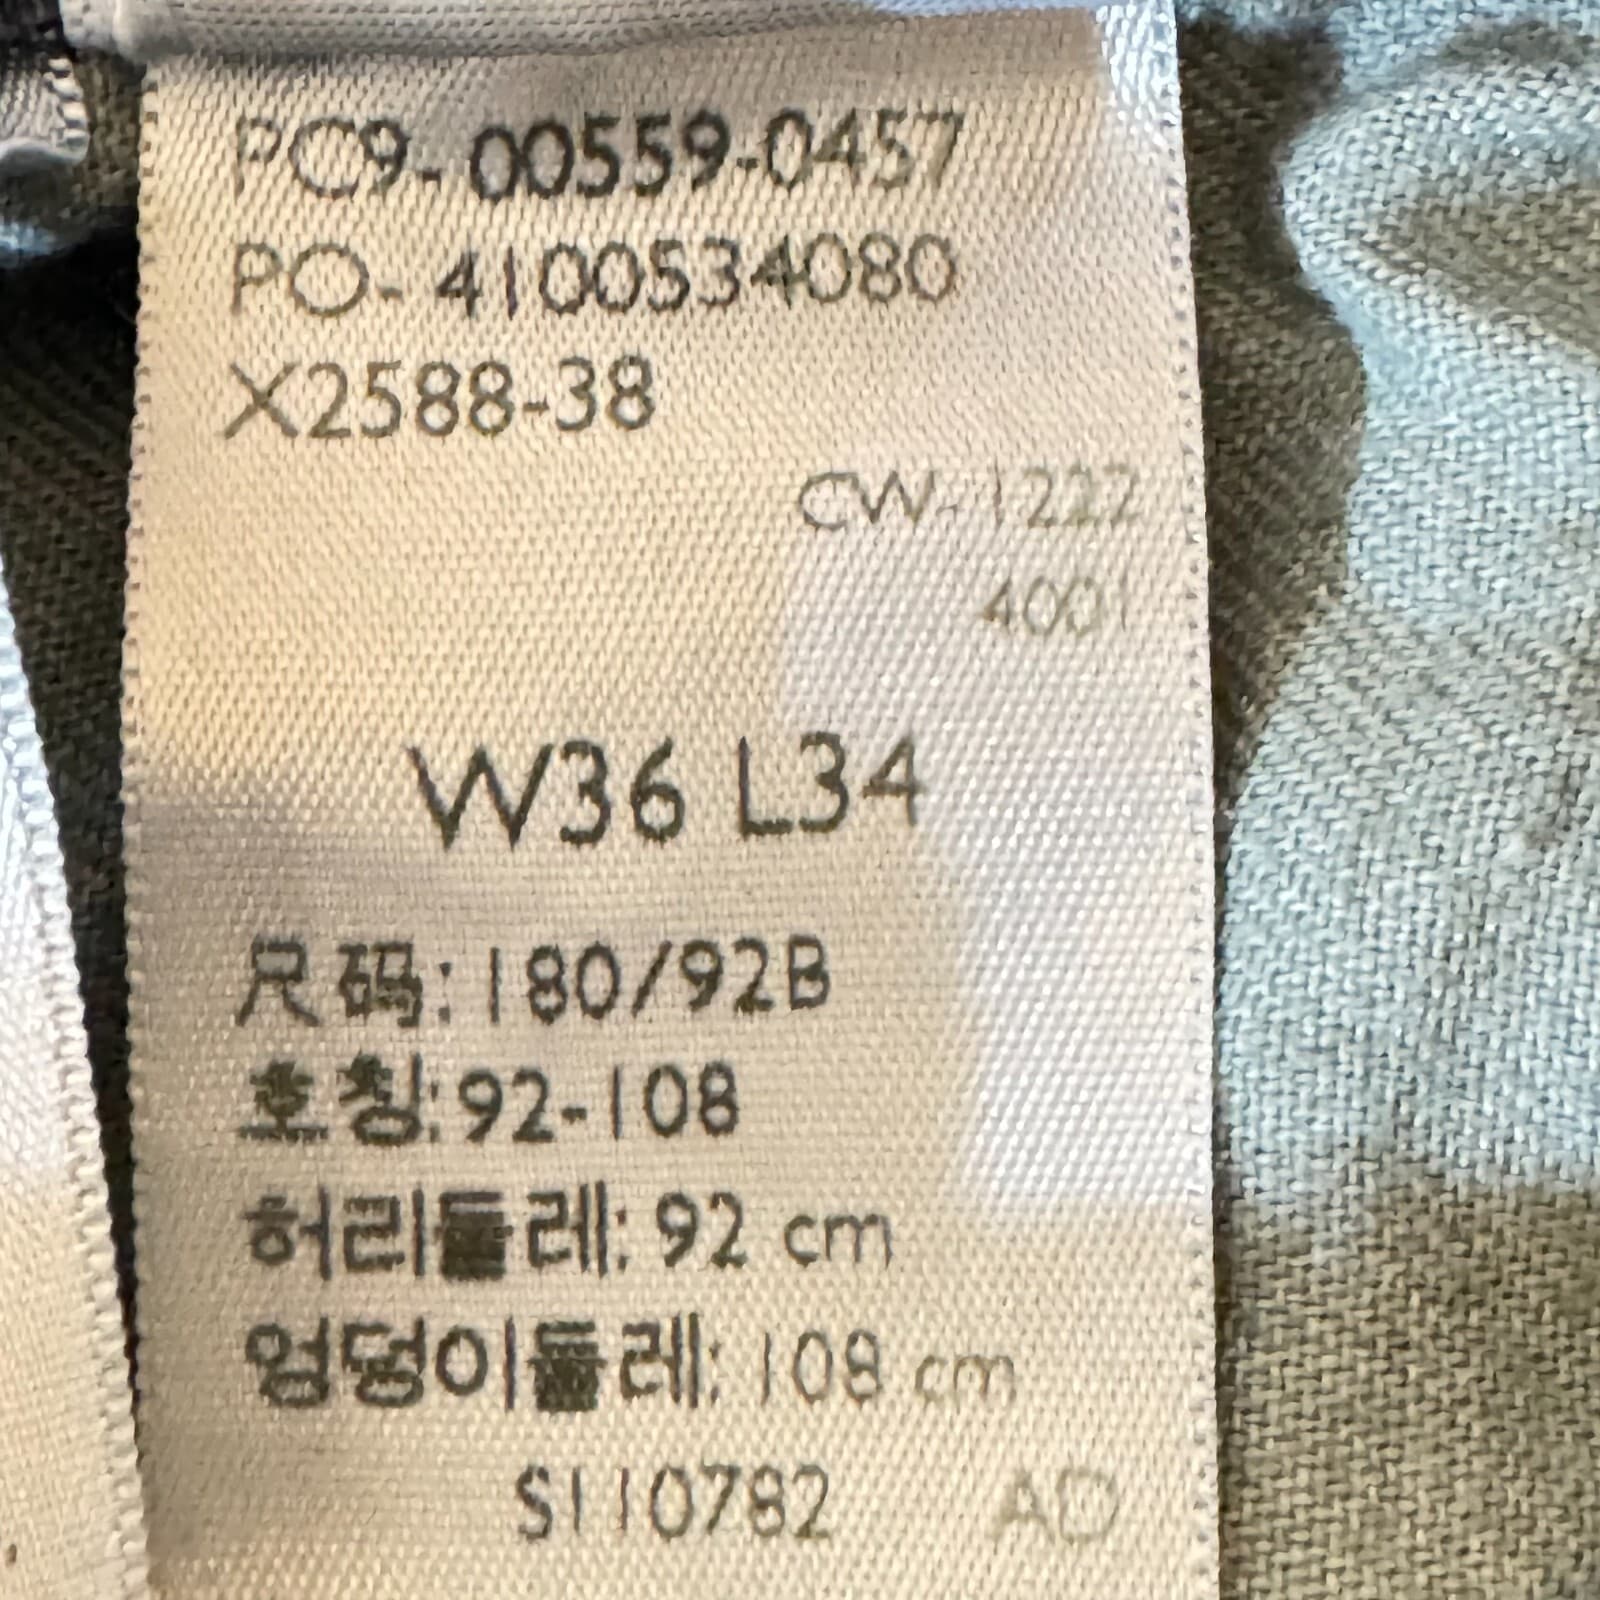 PC9-00559-0457
PO-4100534080
X2588-38
CW-1222
4001
W36 L34
尺码: 180/92B
호칭: 92-108
허리둘레: 92 cm
엉덩이둘레: 108 cm
S110782 AD